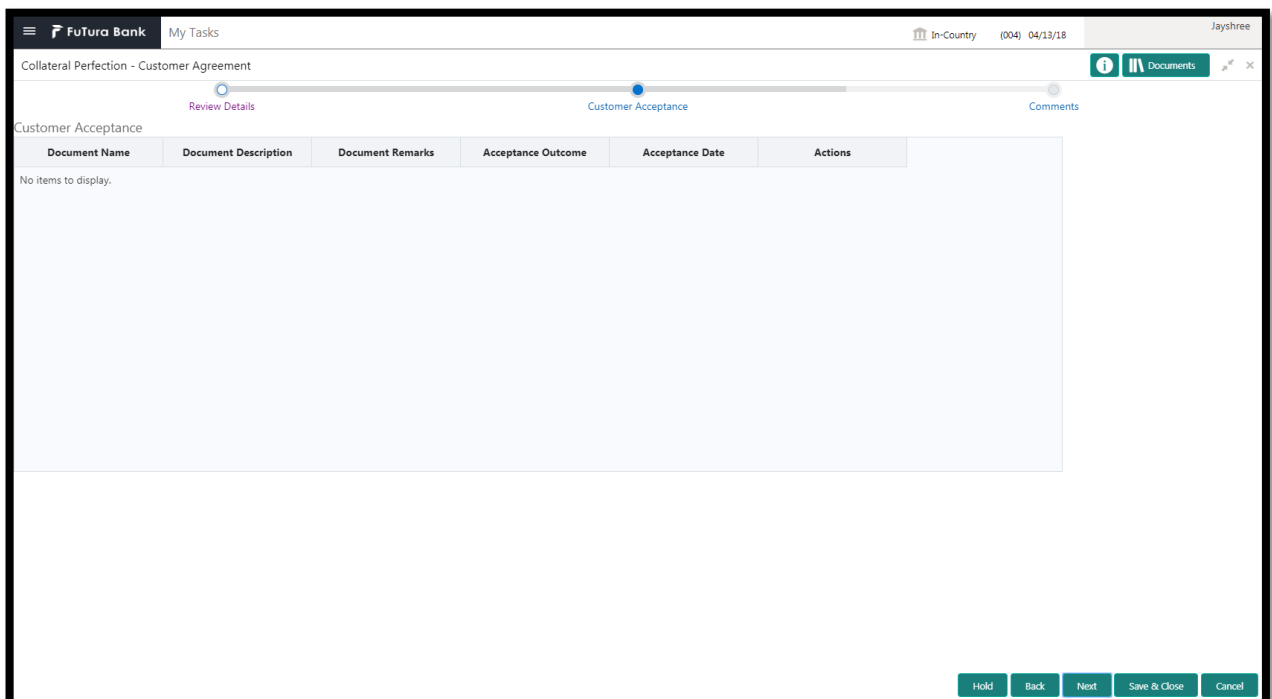 FuTura Bank My Tasks In-Country (004) 04/13/18 Jayshree
Collateral Perfection - Customer Agreement i Documents
Review Details Customer Acceptance Comments
Customer Acceptance
Document Name Document Description Document Remarks Acceptance Outcome Acceptance Date Actions
No items to display.
Hold Back Next Save & Close Cancel